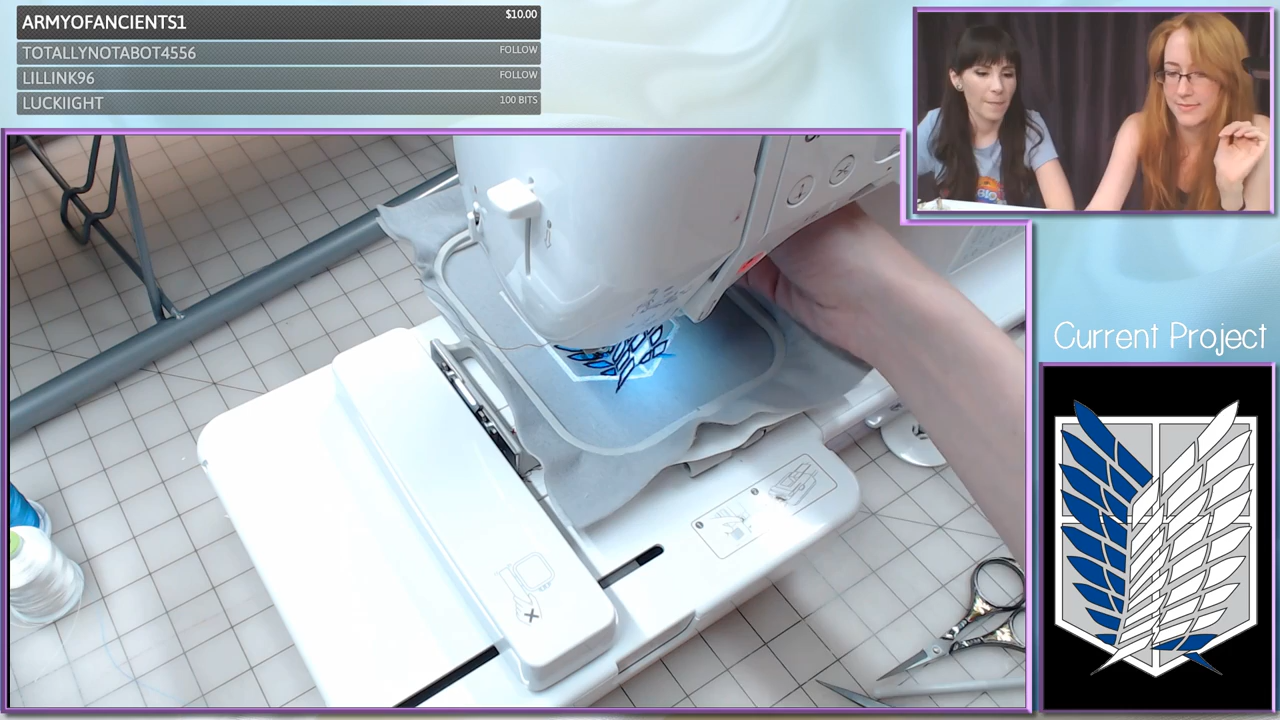 ARMYOFANCIENTS1 $10.00
TOTALLYNOTABOT4556 FOLLOW
LILLINK96 FOLLOW
LUCKIIGHT 100 BITS
Current Project